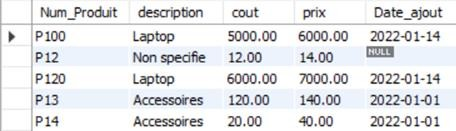 Num_Produit description cout prix Date_ajout
P100 Laptop 5000.00 6000.00 2022-01-14
P12 Non specifie 12.00 14.00 NULL
P120 Laptop 6000.00 7000.00 2022-01-14
P13 Accessoires 120.00 140.00 2022-01-01
P14 Accessoires 20.00 40.00 2022-01-01